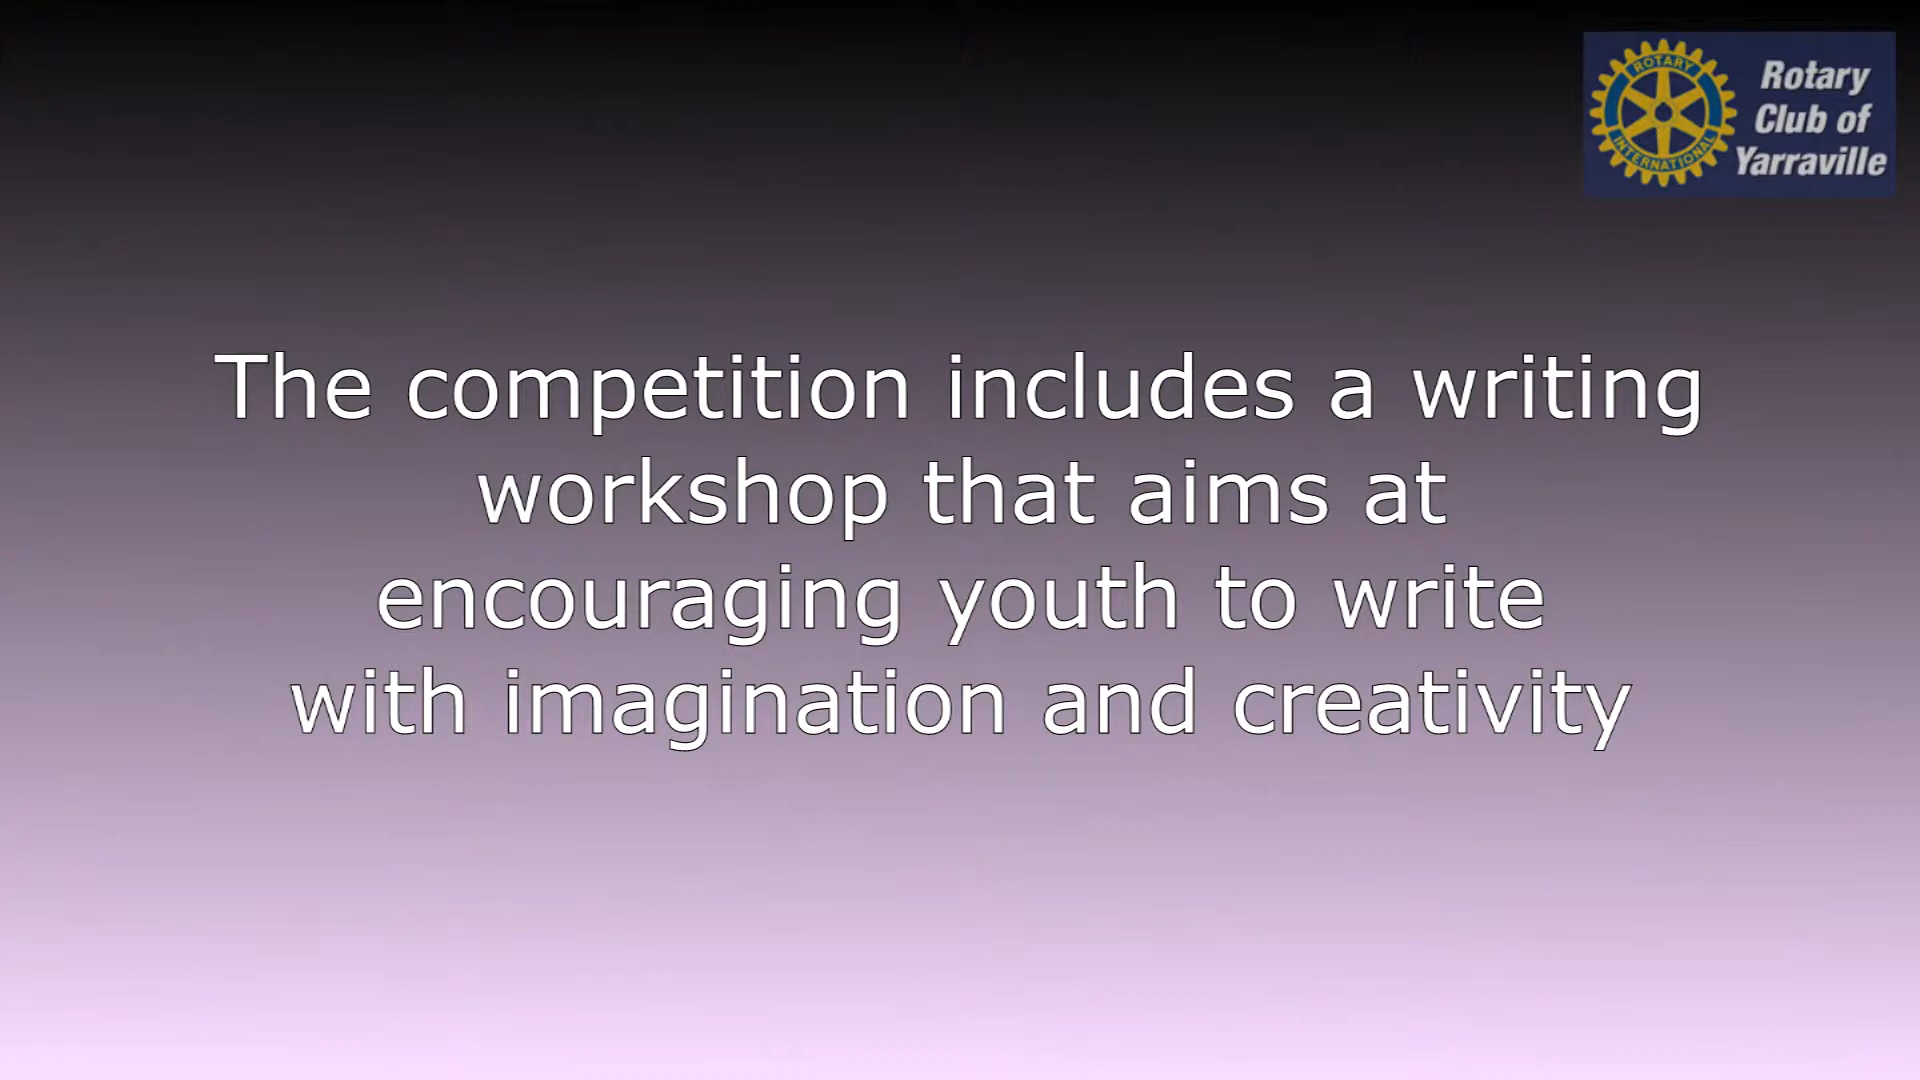 ROTARY
INTERNATIONAL
Rotary
Club of
Yarraville
The competition includes a writing
workshop that aims at
encouraging youth to write
with imagination and creativity